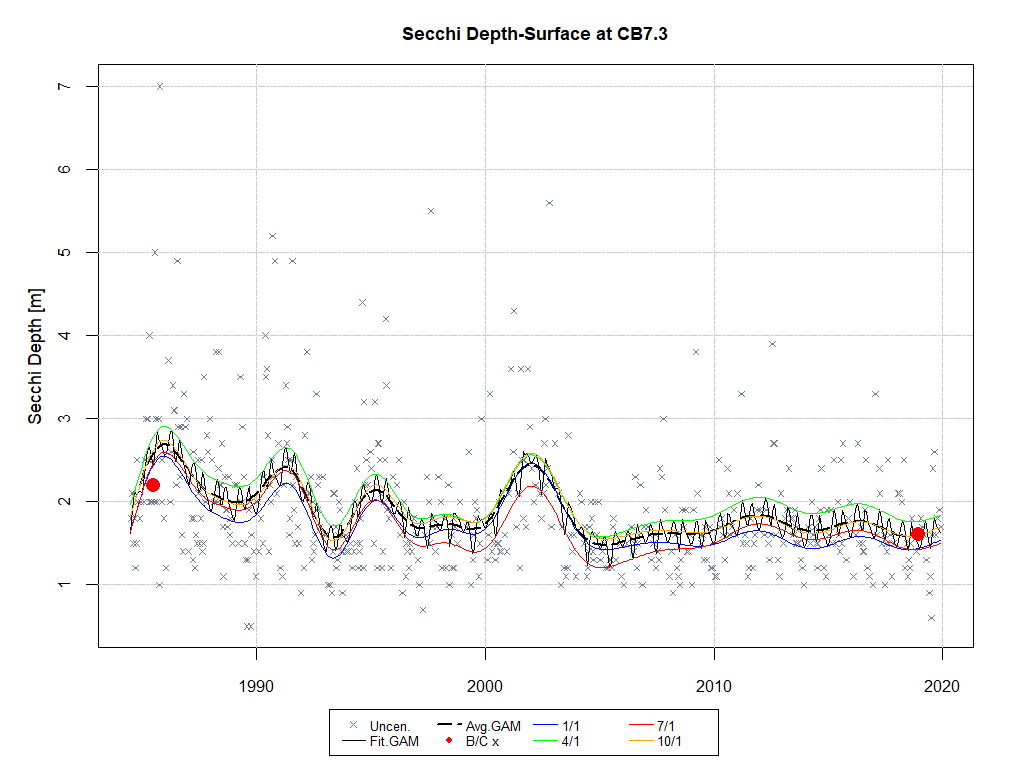 Secchi Depth-Surface at CB7.3
7
6
5
4
3
2
1
Secchi Depth [m]
1990 2000 2010 2020
Uncen. Avg.GAM 1/1 7/1
Fit.GAM B/C x 4/1 10/1